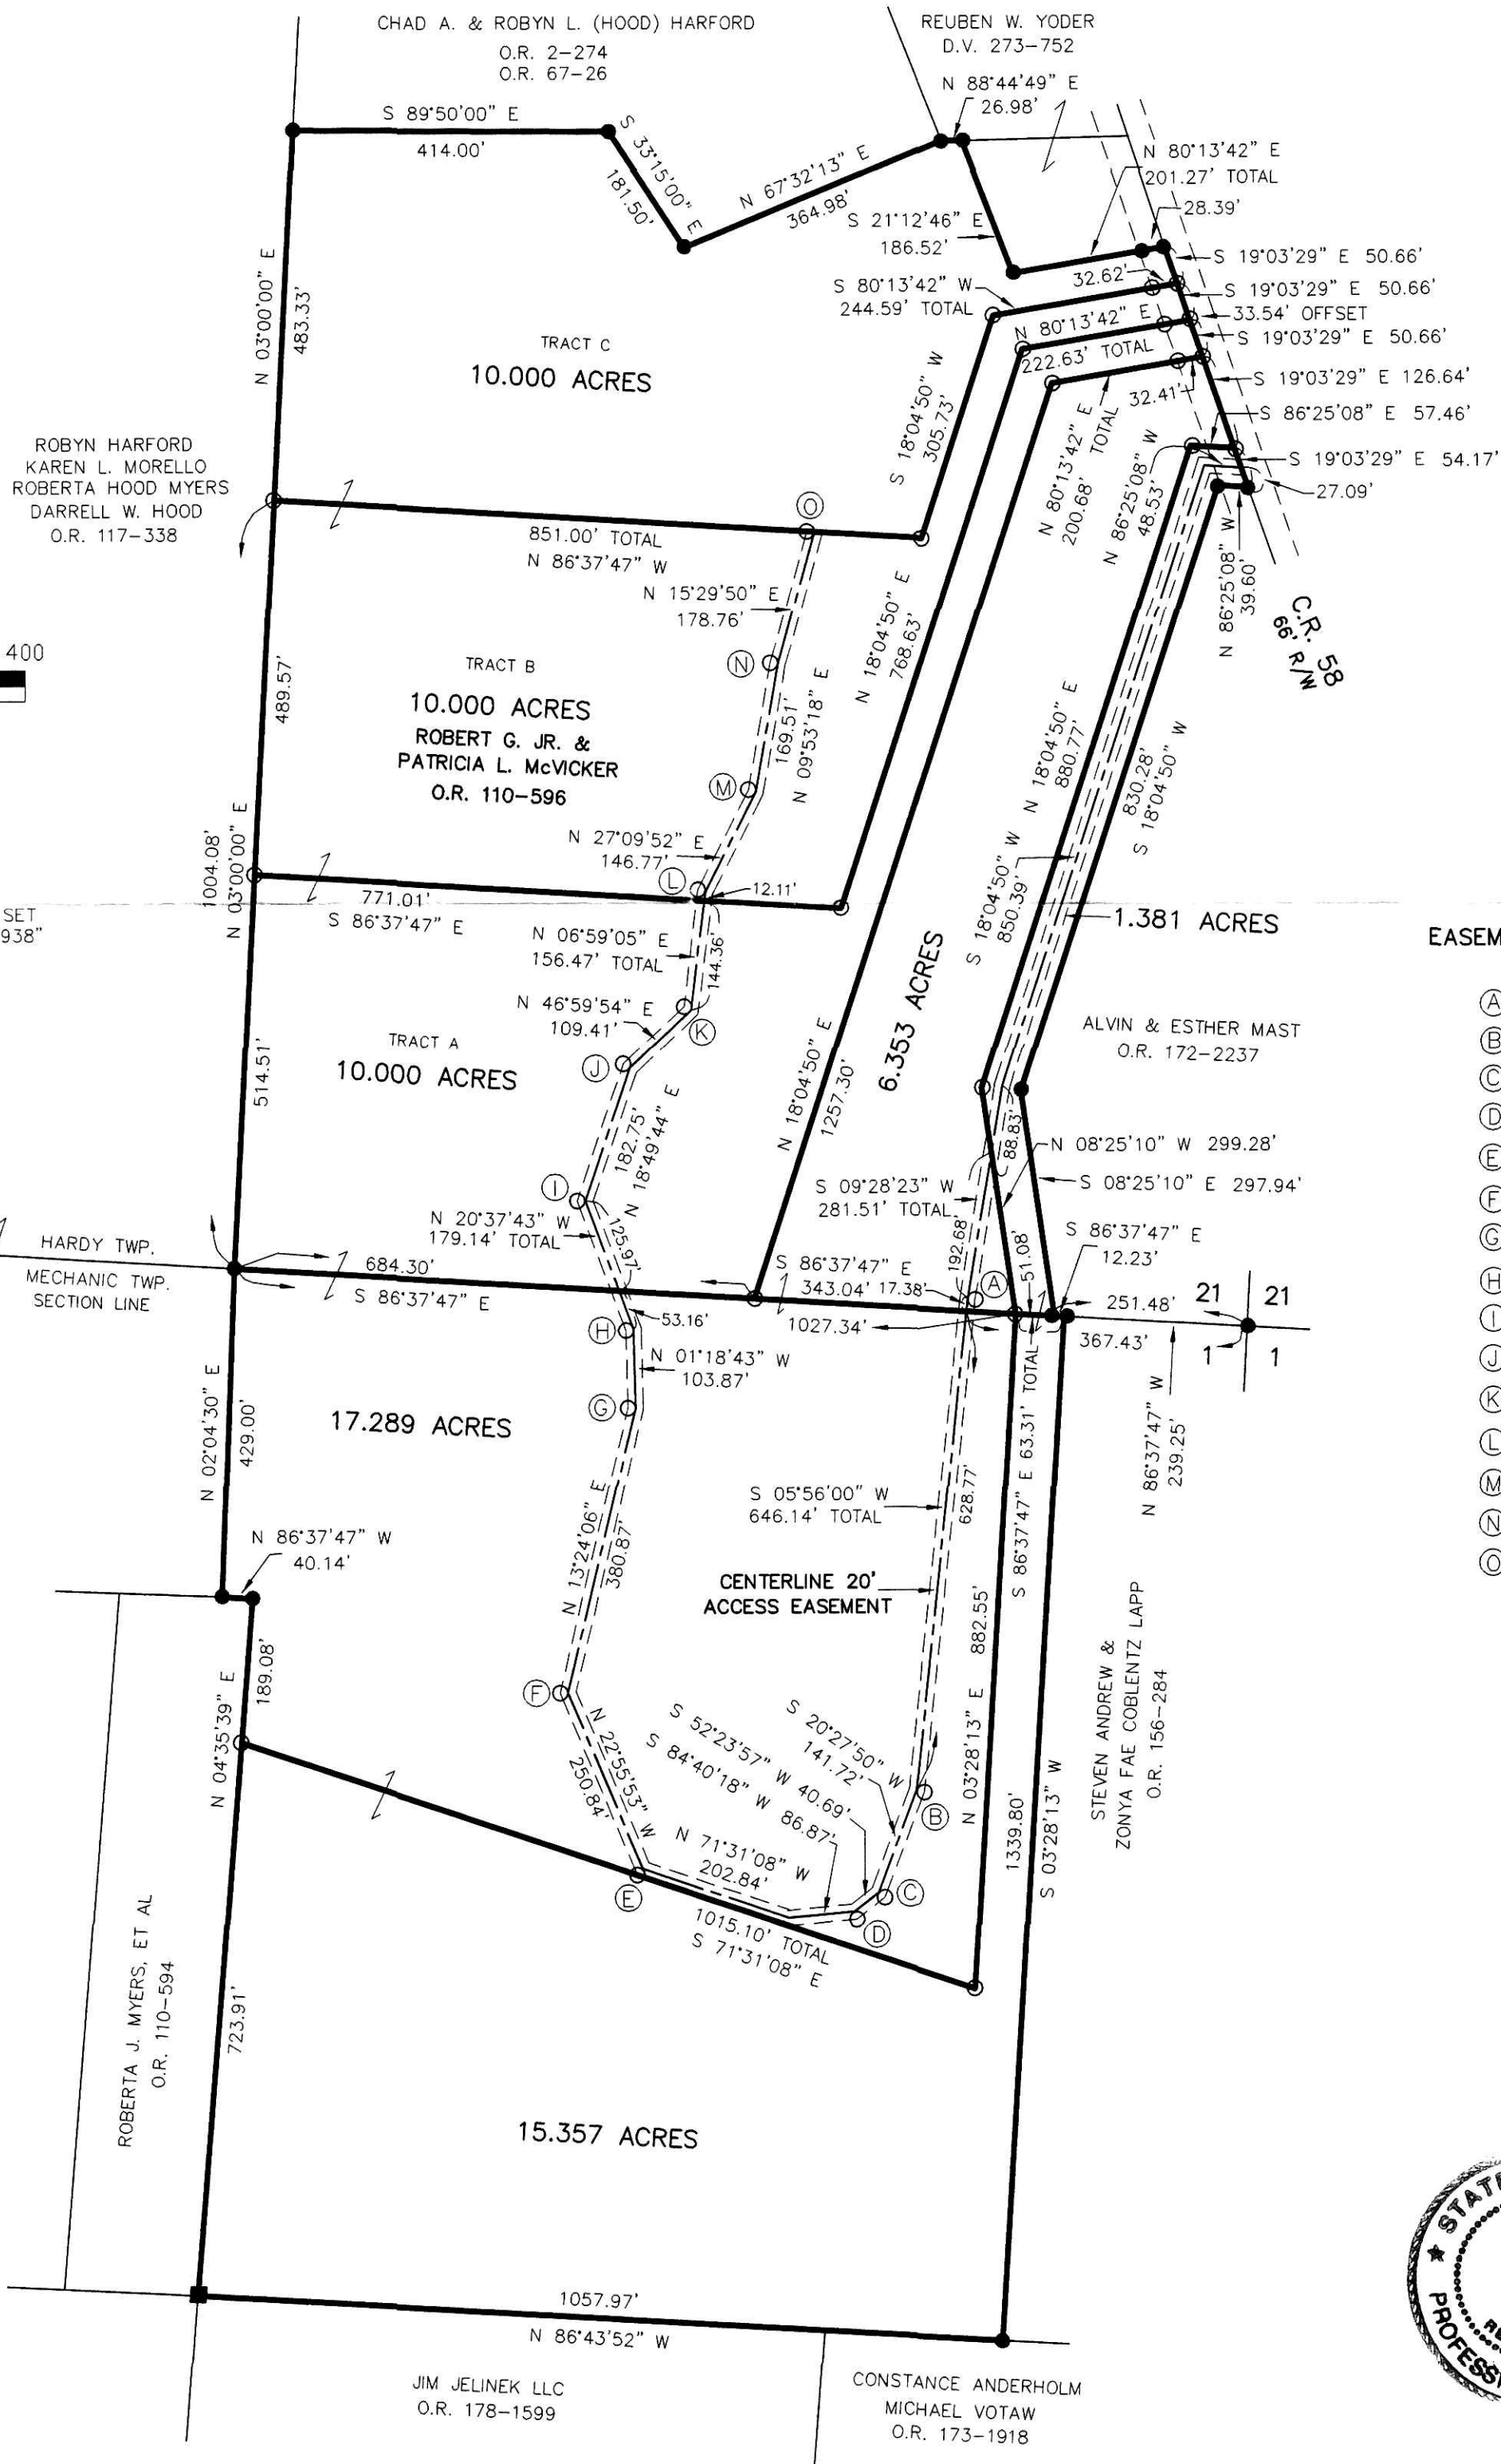 CHAD A. & ROBYN L. (HOOD) HARFORD
O.R. 2-274
O.R. 67-26
REUBEN W. YODER
D.V. 273-752
N 88°44'49" E
26.98'
S 89°50'00" E
414.00'
S 33°15'00" E
181.50'
N 67°32'13" E
364.98'
N 80°13'42" E
201.27' TOTAL
28.39'
S 21°12'46" E
186.52'
S 19°03'29" E 50.66'
32.62'
S 80°13'42" W
244.59' TOTAL
S 19°03'29" E 50.66'
33.54' OFFSET
N 80°13'42" E
222.63' TOTAL
S 19°03'29" E 50.66'
N 03°00'00" E
483.33'
TRACT C
10.000 ACRES
S 18°04'50" W
305.73'
32.41'
S 19°03'29" E 126.64'
N 80°13'42" E
200.68' TOTAL
S 86°25'08" E 57.46'
N 86°25'08" W
48.53'
S 19°03'29" E 54.17'
27.09'
ROBYN HARFORD
KAREN L. MORELLO
ROBERTA HOOD MYERS
DARRELL W. HOOD
O.R. 117-338
O
851.00' TOTAL
N 86°37'47" W
N 86°25'08" W
39.60'
C.R. 58
66' R/W
N 15°29'50" E
178.76'
400
489.57'
TRACT B
10.000 ACRES
ROBERT G. JR. &
PATRICIA L. McVICKER
O.R. 110-596
N
169.51'
N 09°53'18" E
N 18°04'50" E
768.63'
N 18°04'50" E
880.77'
830.28'
S 18°04'50" W
M
N 27°09'52" E
146.77'
L
12.11'
1004.08'
N 03°00'00" E
771.01'
S 86°37'47" E
SET
938"
S 18°04'50" W
850.39'
1.381 ACRES
EASEM
N 06°59'05" E
156.47' TOTAL
144.36'
6.353 ACRES
N 46°59'54" E
109.41'
K
ALVIN & ESTHER MAST
O.R. 172-2237
514.51'
TRACT A
10.000 ACRES
J
N 18°04'50" E
1257.30'
182.75'
N 18°49'44" E
88.83'
N 08°25'10" W 299.28'
S 08°25'10" E 297.94'
I
S 09°28'23" W
281.51' TOTAL
N 20°37'43" W
179.14' TOTAL
125.97'
192.68'
S 86°37'47" E
12.23'
51.08'
HARDY TWP.
MECHANIC TWP.
SECTION LINE
684.30'
S 86°37'47" E
S 86°37'47" E
343.04'
17.38'
A
1027.34'
251.48'
367.43'
21
21
1
1
53.16'
H
N 01°18'43" W
103.87'
G
N 02°04'30" E
429.00'
17.289 ACRES
S 86°37'47" E 63.31' TOTAL
N 86°37'47" W
239.25'
S 05°56'00" W
646.14' TOTAL
628.77'
N 86°37'47" W
40.14'
N 13°24'06" E
380.87'
CENTERLINE 20'
ACCESS EASEMENT
N 03°28'13" E
882.55'
189.08'
N 04°35'39" E
F
N 22°55'53" W
250.84'
S 20°27'50" W
141.72'
S 52°23'57" W 40.69'
S 84°40'18" W 86.87'
B
N 71°31'08" W
202.84'
C
D
E
1015.10' TOTAL
S 71°31'08" E
1339.80'
S 03°28'13" W
STEVEN ANDREW &
ZONYA FAE COBLENTZ LAPP
O.R. 156-284
ROBERTA J. MYERS, ET AL
O.R. 110-594
723.91'
15.357 ACRES
1057.97'
N 86°43'52" W
JIM JELINEK LLC
O.R. 178-1599
CONSTANCE ANDERHOLM
MICHAEL VOTAW
O.R. 173-1918
A
B
C
D
E
F
G
H
I
J
K
L
M
N
O